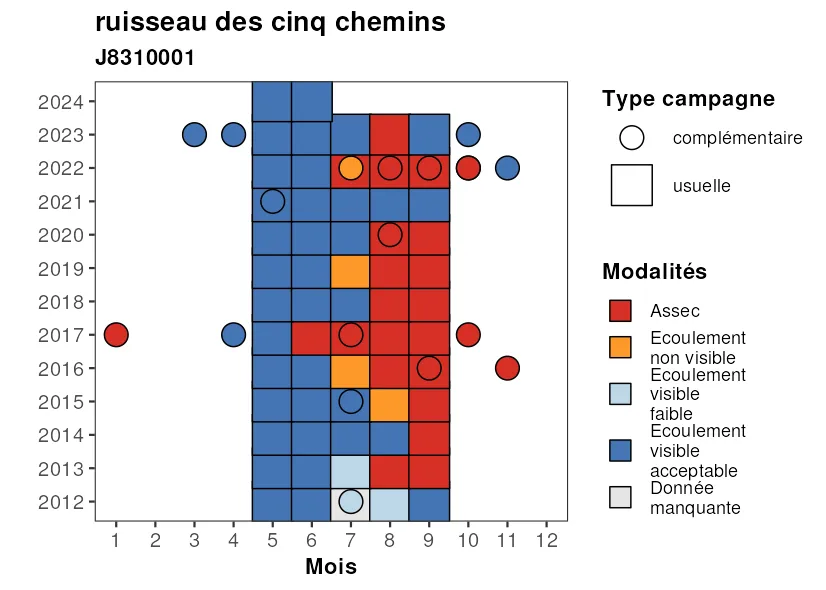 ruisseau des cinq chemins
J8310001
2024
2023
2022
2021
2020
2019
2018
2017
2016
2015
2014
2013
2012
1 2 3 4 5 6 7 8 9 10 11 12
Mois
Type campagne
complémentaire
usuelle
Modalités
Assec
Ecoulement
non visible
Ecoulement
visible
faible
Ecoulement
visible
acceptable
Donnée
manquante